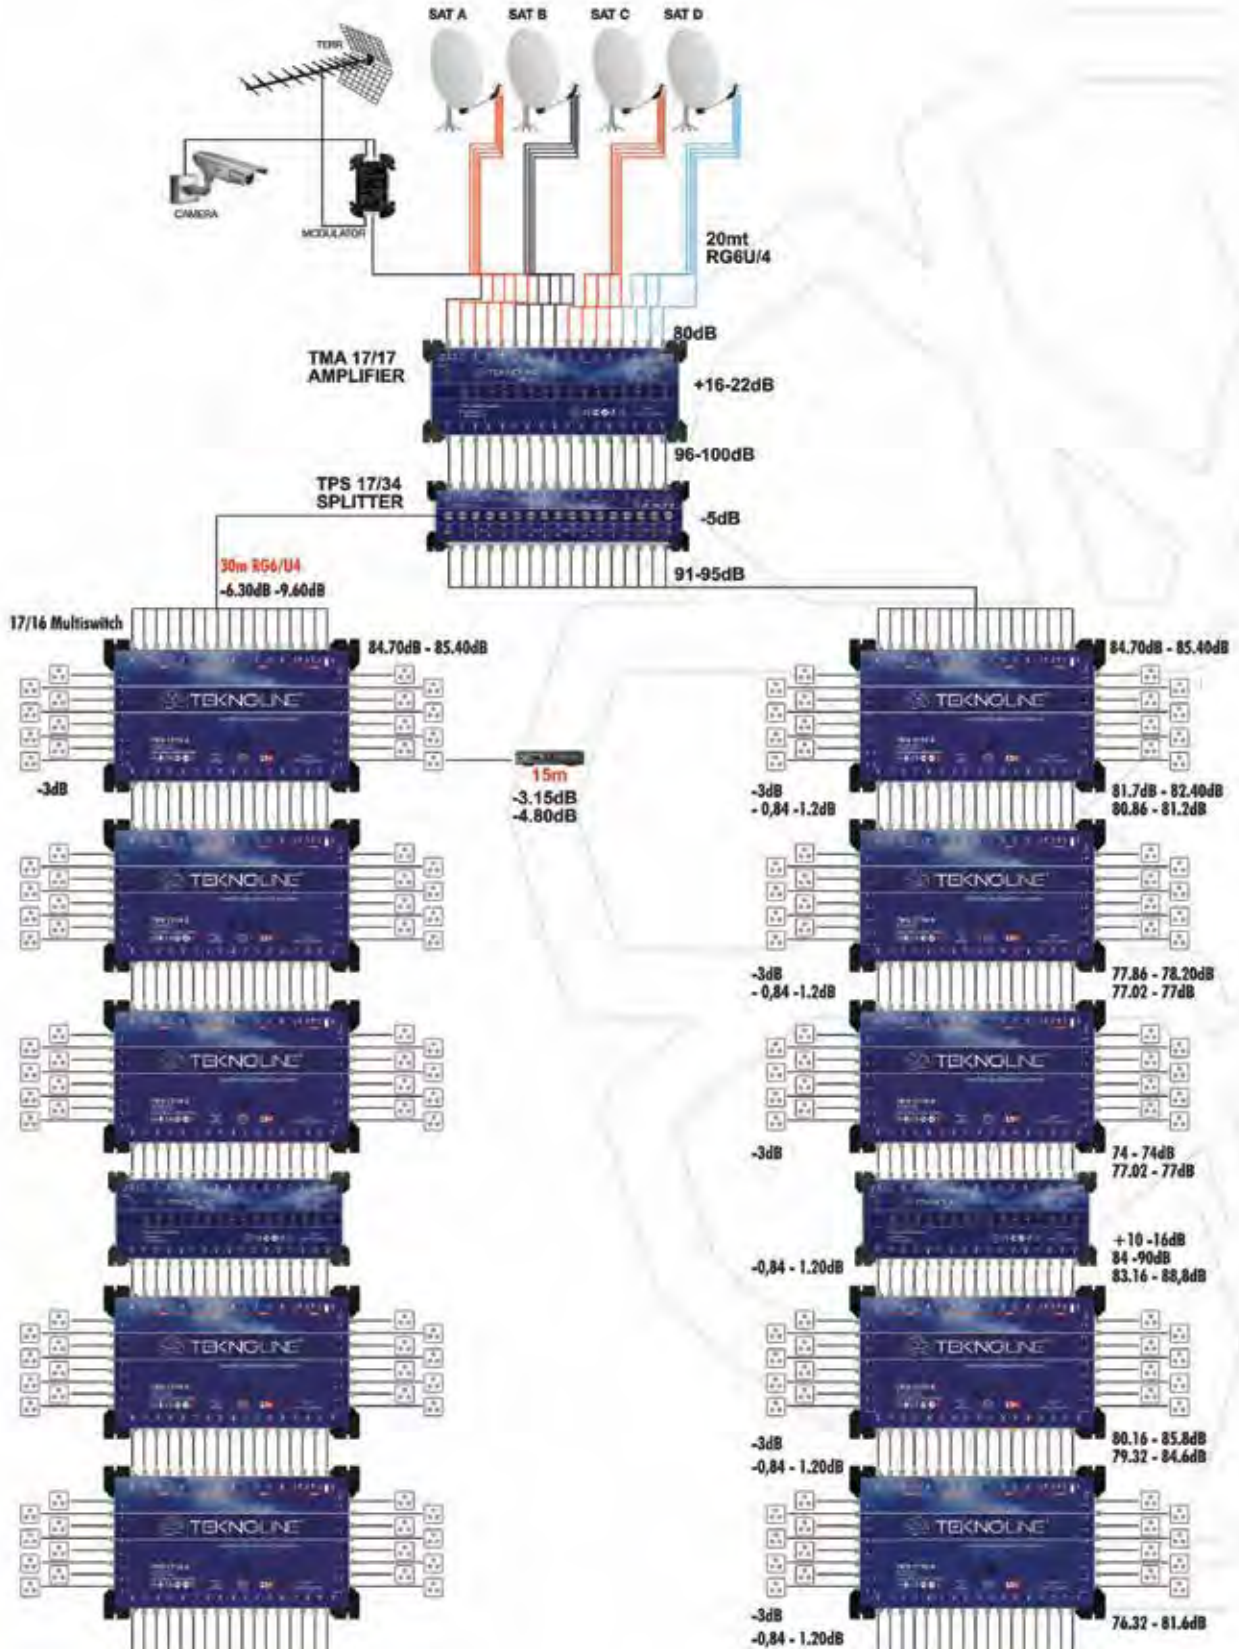 SAT A
SAT B
SAT C
SAT D
TERR
CAMERA
MODULATOR
20mt
RG6U/4
80dB
TMA 17/17
AMPLIFIER
+16-22dB
96-100dB
TPS 17/34
SPLITTER
-5dB
91-95dB
30m RG6/U4
-6.30dB -9.60dB
17/16 Multiswitch
84.70dB - 85.40dB
84.70dB - 85.40dB
TEKNOLINE
TEKNOLINE
15m
-3.15dB
-4.80dB
-3dB
-3dB
- 0,84 -1.2dB
81.7dB - 82.40dB
80.86 - 81.2dB
TEKNOLINE
TEKNOLINE
-3dB
- 0,84 -1.2dB
77.86 - 78.20dB
77.02 - 77dB
TEKNOLINE
TEKNOLINE
-3dB
74 - 74dB
77.02 - 77dB
-0,84 - 1.20dB
+10 -16dB
84 -90dB
83.16 - 88,8dB
TEKNOLINE
TEKNOLINE
-3dB
-0,84 - 1.20dB
80.16 - 85.8dB
79.32 - 84.6dB
TEKNOLINE
TEKNOLINE
-3dB
-0,84 - 1.20dB
76.32 - 81.6dB